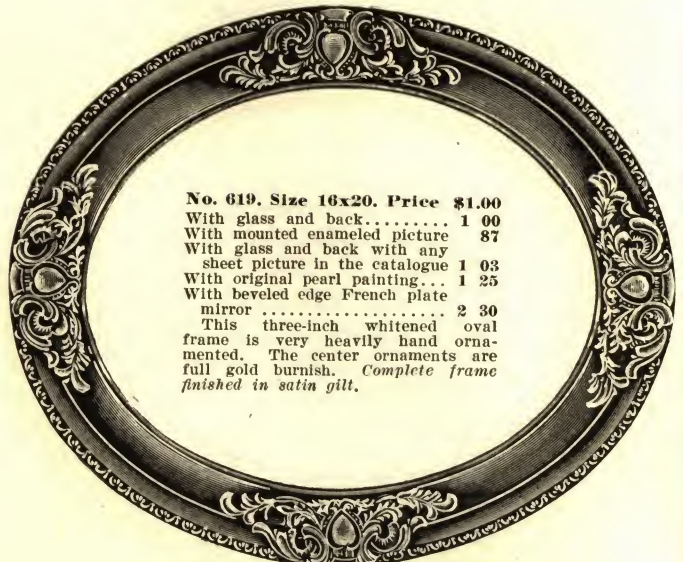 No. 619. Size 16x20. Price $1.00
With glass and back......... 1 00
With mounted enameled picture 87
With glass and back with any
sheet picture in the catalogue 1 03
With original pearl painting... 1 25
With beveled edge French plate
mirror ..................... 2 30
This three-inch whitened oval
frame is very heavily hand orna-
mented. The center ornaments are
full gold burnish. Complete frame
finished in satin gilt.